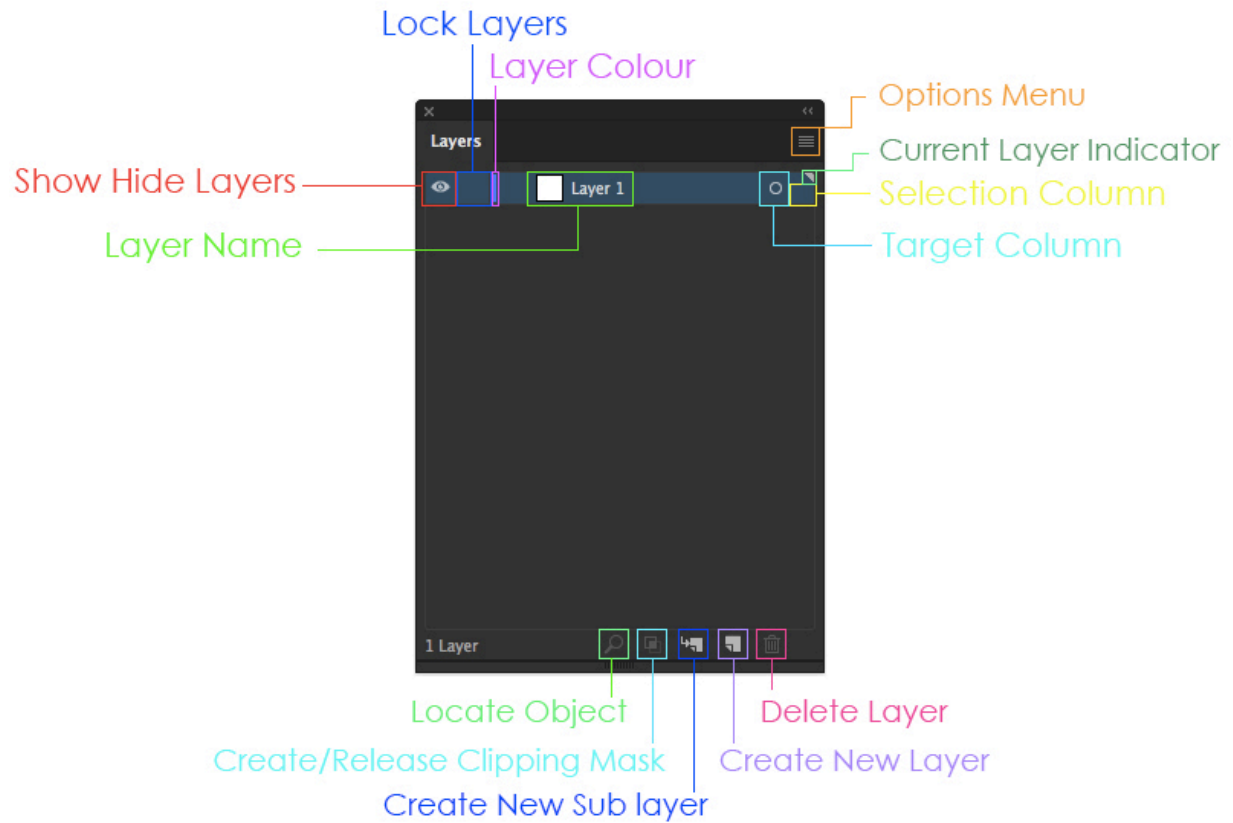 Lock Layers
Layer Colour
Options Menu
Layers
Current Layer Indicator
Show Hide Layers
Layer 1
Selection Column
Layer Name
Target Column
1 Layer
Locate Object
Delete Layer
Create/Release Clipping Mask
Create New Layer
Create New Sub layer